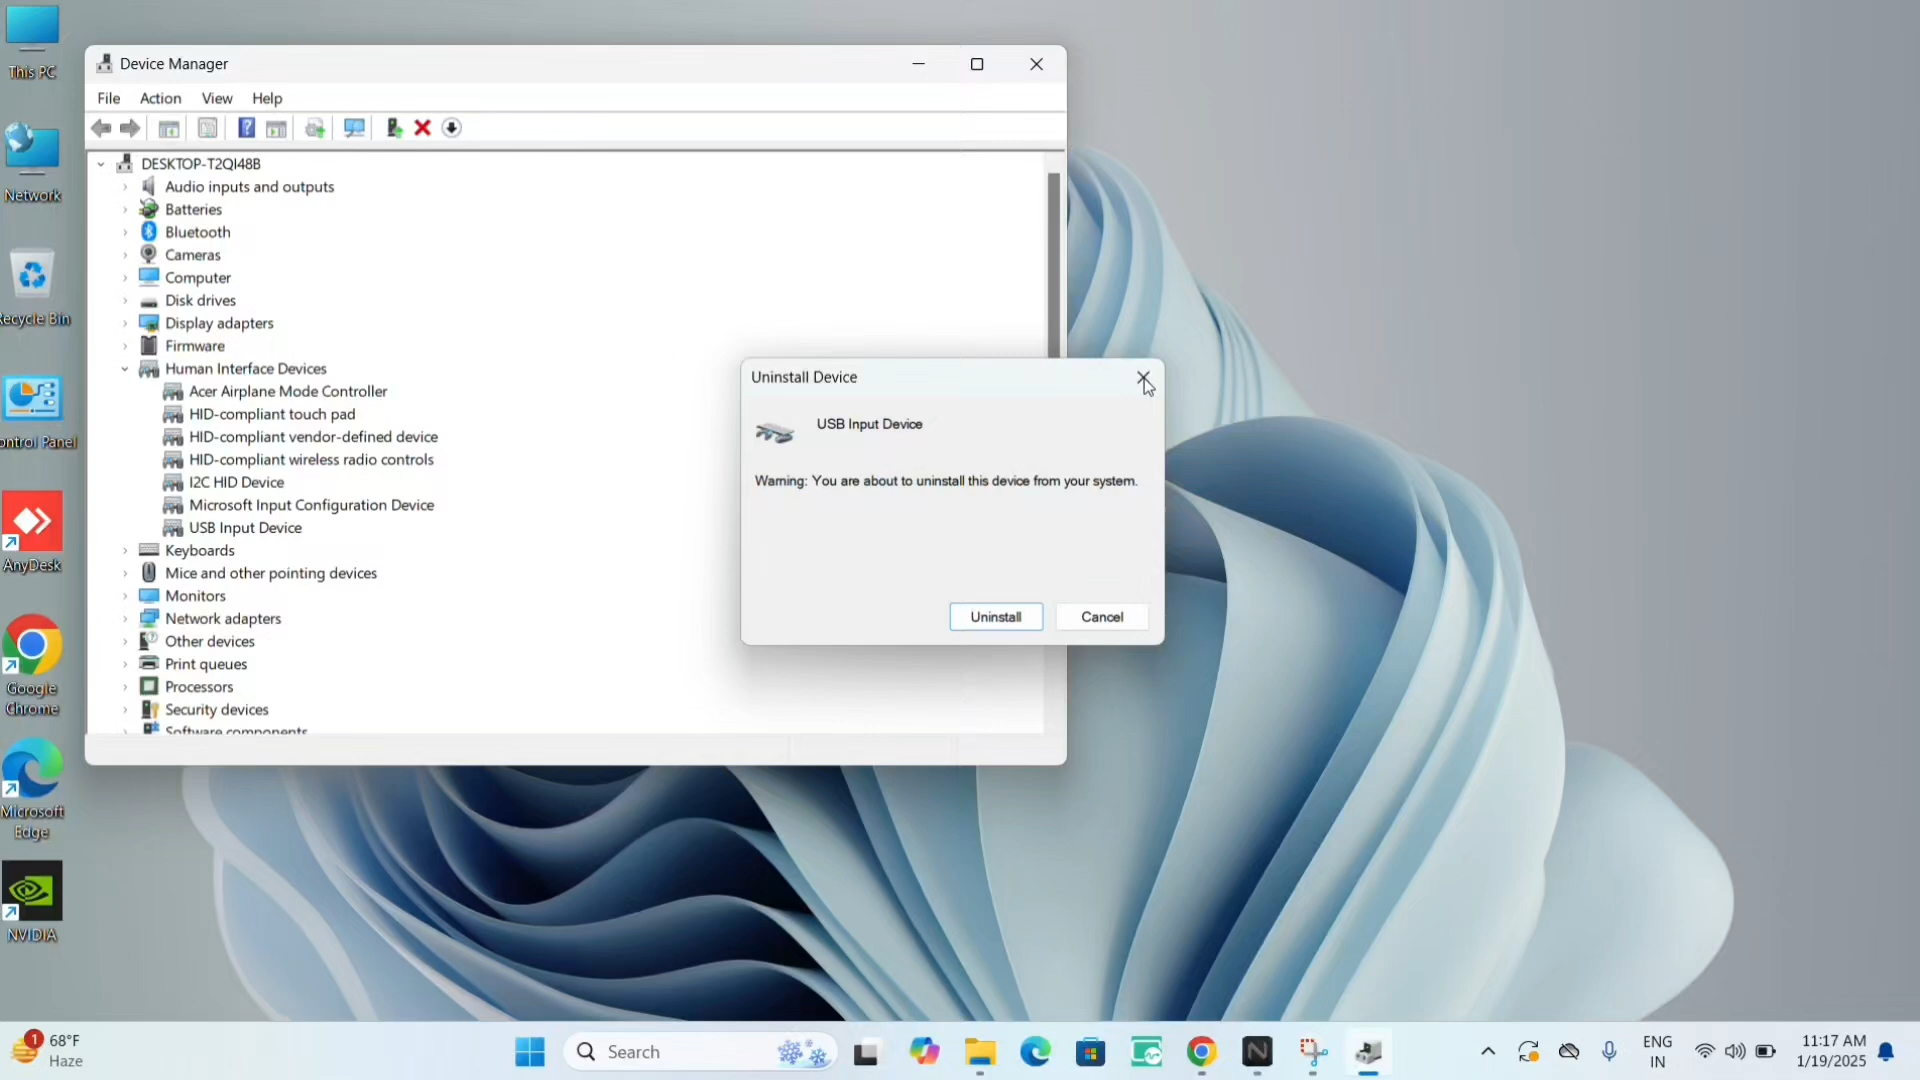 This PC
Network
Recycle Bin
Control Panel
AnyDesk
Google
Chrome
Microsoft
Edge
NVIDIA
Device Manager
File Action View Help
DESKTOP-T2QI48B
Audio inputs and outputs
Batteries
Bluetooth
Cameras
Computer
Disk drives
Display adapters
Firmware
Human Interface Devices
Acer Airplane Mode Controller
HID-compliant touch pad
HID-compliant vendor-defined device
HID-compliant wireless radio controls
I2C HID Device
Microsoft Input Configuration Device
USB Input Device
Keyboards
Mice and other pointing devices
Monitors
Network adapters
Other devices
Print queues
Processors
Security devices
Software components
Uninstall Device
USB Input Device
Warning: You are about to uninstall this device from your system.
Uninstall Cancel
1
68°F
Haze
Search
ENG
IN
11:17 AM
1/19/2025